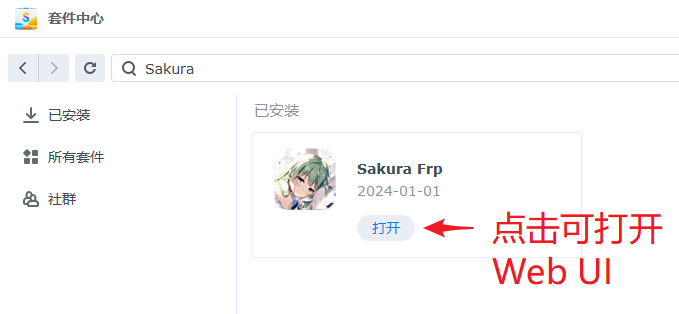 套件中心
Sakura
已安装
已安装
所有套件
社群
Sakura Frp
2024-01-01
打开
点击可打开
Web UI